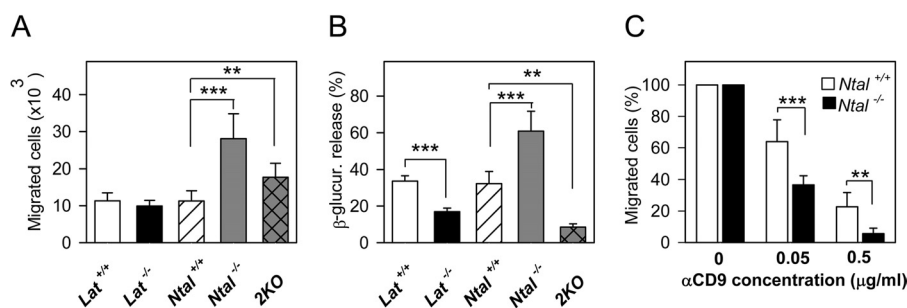 A
Migrated cells (x10³)
40
30
20
10
0
**
***
Lat +/+
Lat -/-
Ntal +/+
Ntal -/-
2KO
B
β-glucur. release (%)
80
60
40
20
0
***
**
***
Lat +/+
Lat -/-
Ntal +/+
Ntal -/-
2KO
C
Migrated cells (%)
100
80
60
40
20
0
Ntal +/+
Ntal -/-
***
**
0
0.05
0.5
αCD9 concentration (μg/ml)